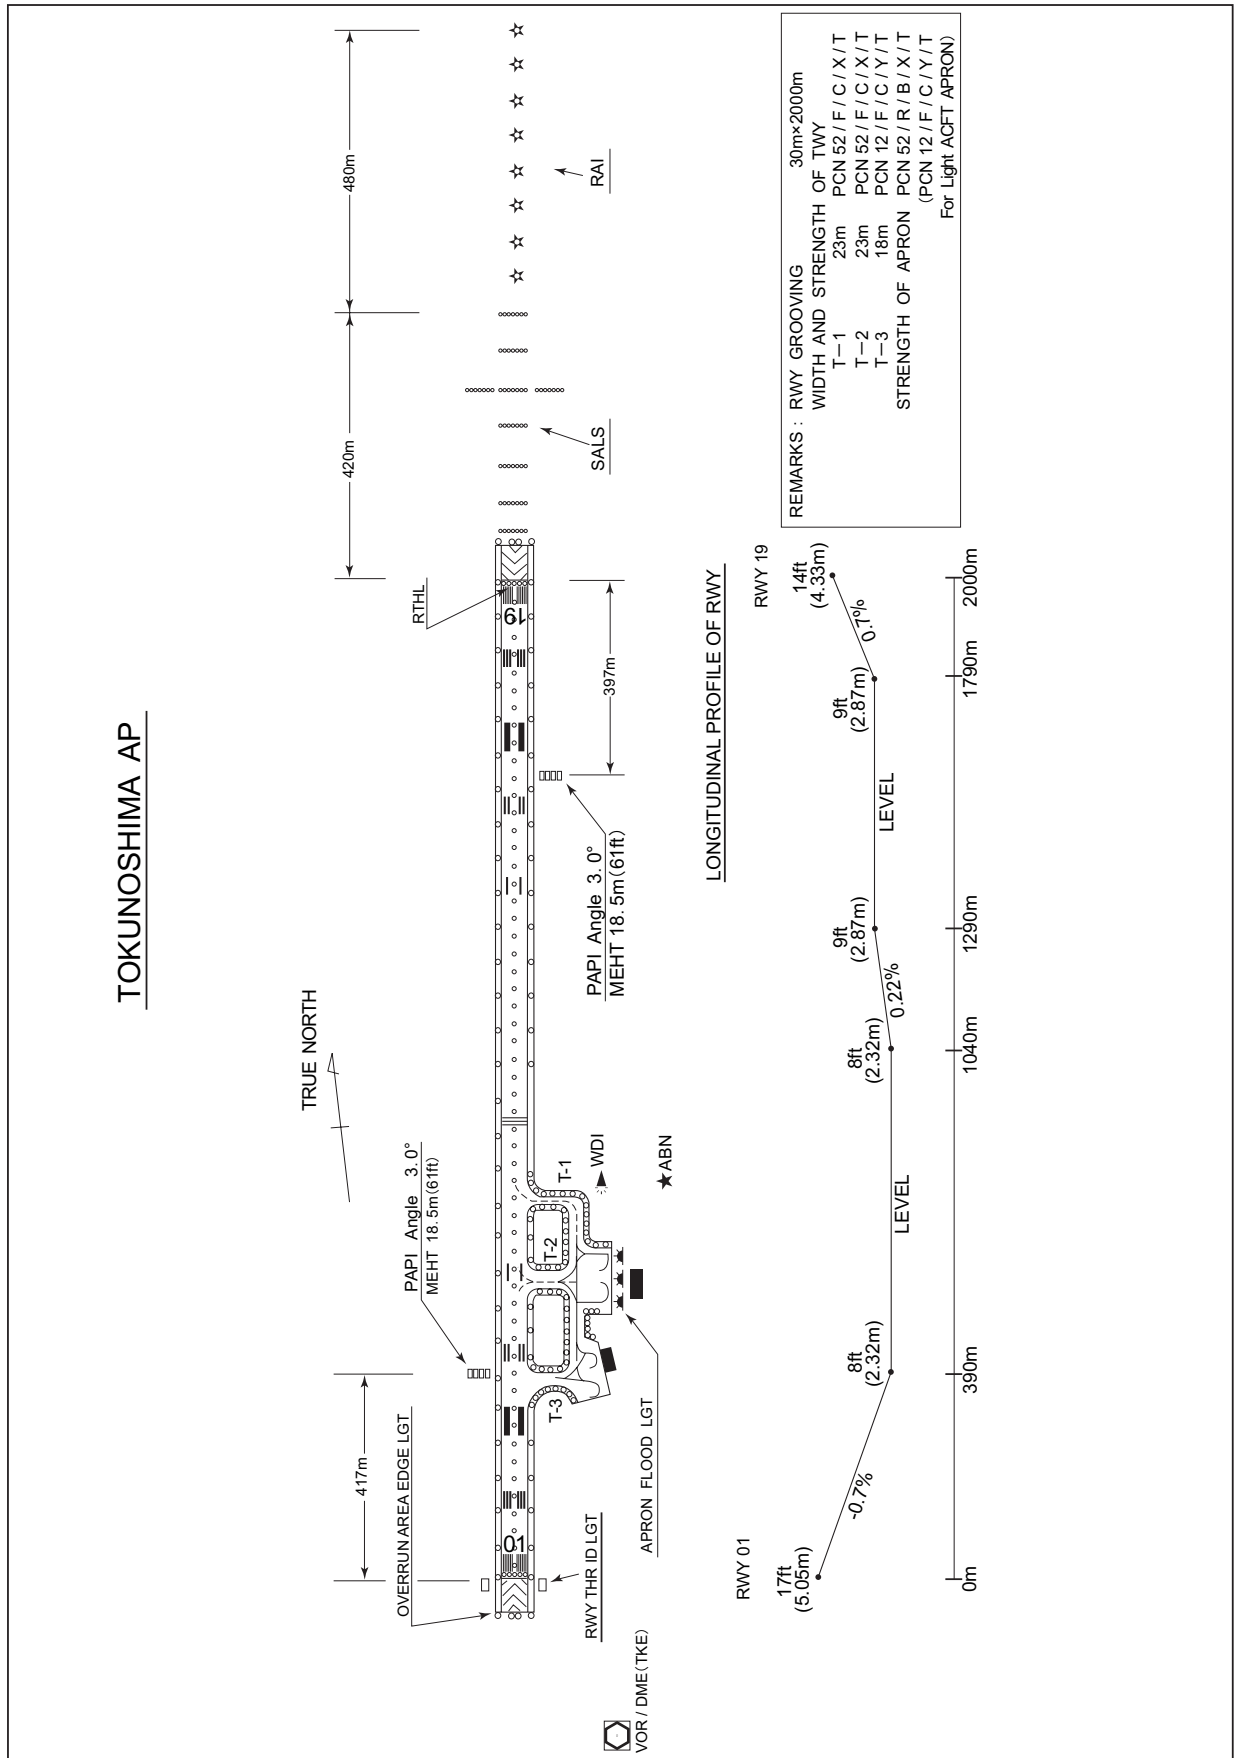 TOKUNOSHIMA AP
TRUE NORTH
480m
420m
RAI
SALS
RTHL
397m
19
PAPI Angle 3.0°
MEHT 18.5m(61ft)
PAPI Angle 3.0°
MEHT 18.5m(61ft)
417m
OVERRUN AREA EDGE LGT
01
RWY THR ID LGT
T-1
T-2
T-3
WDI
ABN
APRON FLOOD LGT
VOR / DME(TKE)
LONGITUDINAL PROFILE OF RWY
RWY 01
RWY 19
17ft
(5.05m)
-0.7%
8ft
(2.32m)
LEVEL
8ft
(2.32m)
0.22%
9ft
(2.87m)
LEVEL
9ft
(2.87m)
0.7%
14ft
(4.33m)
0m
390m
1040m
1290m
1790m
2000m
REMARKS : RWY GROOVING 30m×2000m
WIDTH AND STRENGTH OF TWY
T－1 23m PCN 52 / F / C / X / T
T－2 23m PCN 52 / F / C / X / T
T－3 18m PCN 12 / F / C / Y / T
STRENGTH OF APRON PCN 52 / R / B / X / T
(PCN 12 / F / C / Y / T
For Light ACFT APRON)